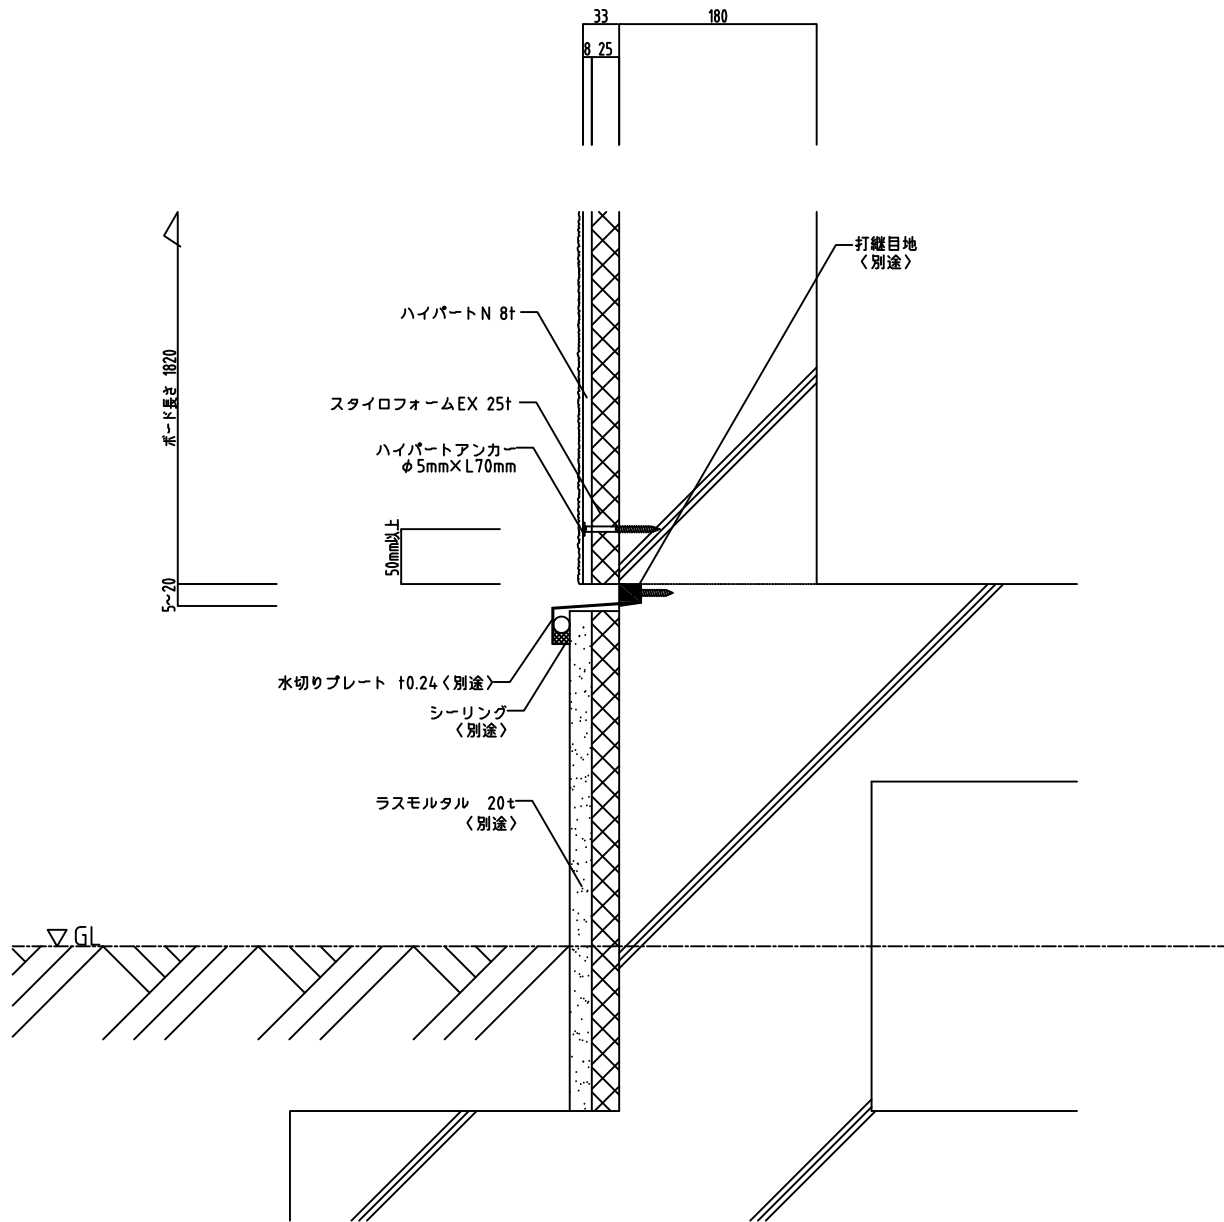 33
180
8 25
打継目地
〈別途〉
ハイパートN 8t
ボード長さ 1820
スタイロフォームEX 25t
ハイパートアンカー
φ5mm×L70mm
50mm以上
5~20
水切りプレート t0.24〈別途〉
シーリング
〈別途〉
ラスモルタル 20t
〈別途〉
▽GL